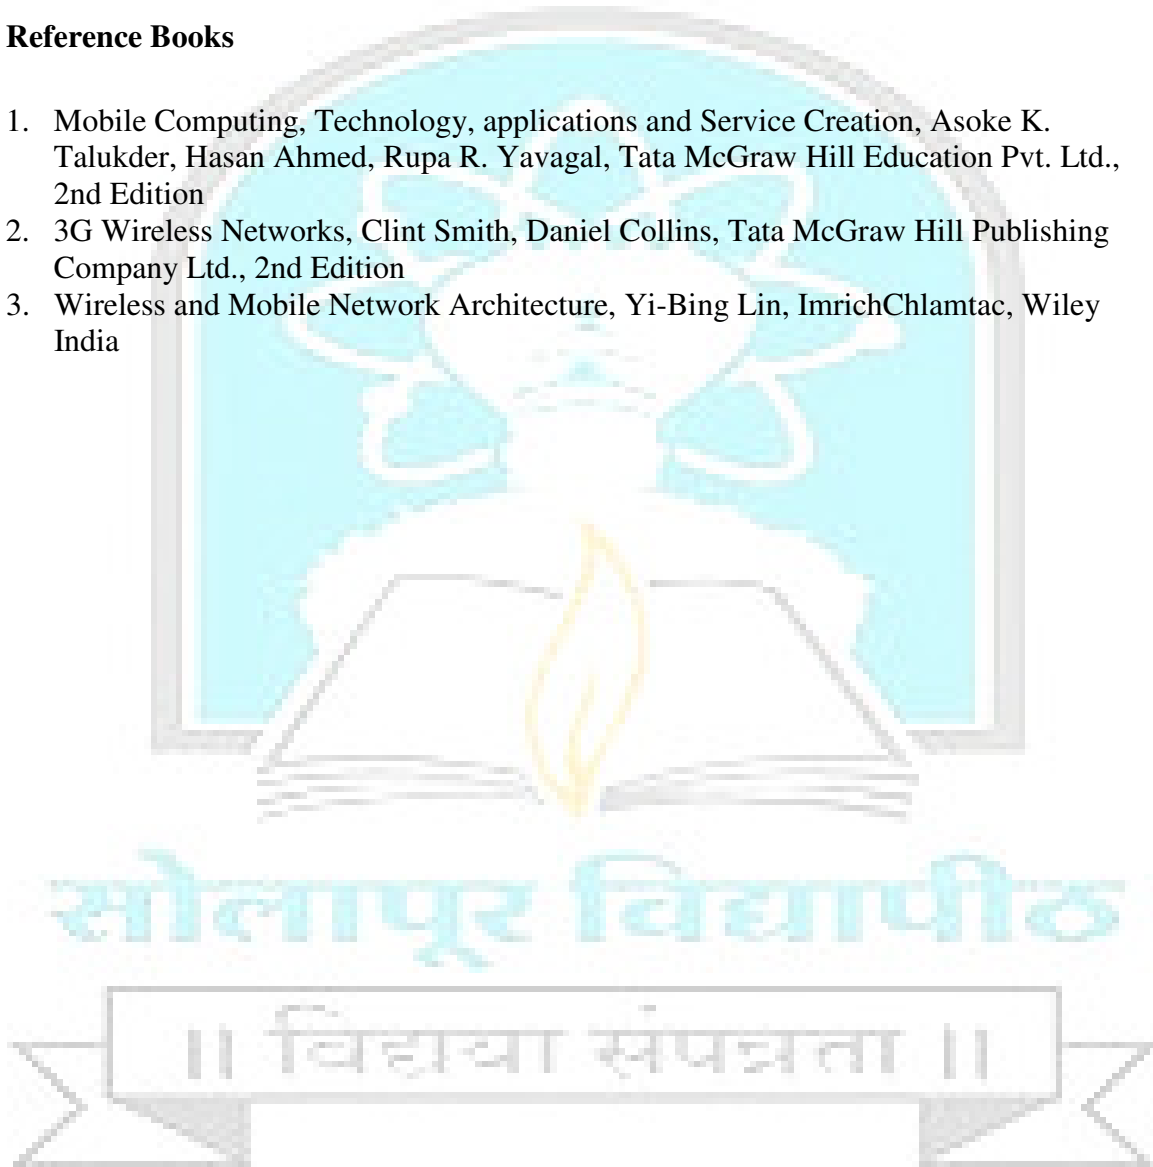 Reference Books
1. Mobile Computing, Technology, applications and Service Creation, Asoke K.
Talukder, Hasan Ahmed, Rupa R. Yavagal, Tata McGraw Hill Education Pvt. Ltd.,
2nd Edition
2. 3G Wireless Networks, Clint Smith, Daniel Collins, Tata McGraw Hill Publishing
Company Ltd., 2nd Edition
3. Wireless and Mobile Network Architecture, Yi-Bing Lin, ImrichChlamtac, Wiley
India
सोलापूर विद्यापीठ
॥ विद्यया संपन्नता ॥